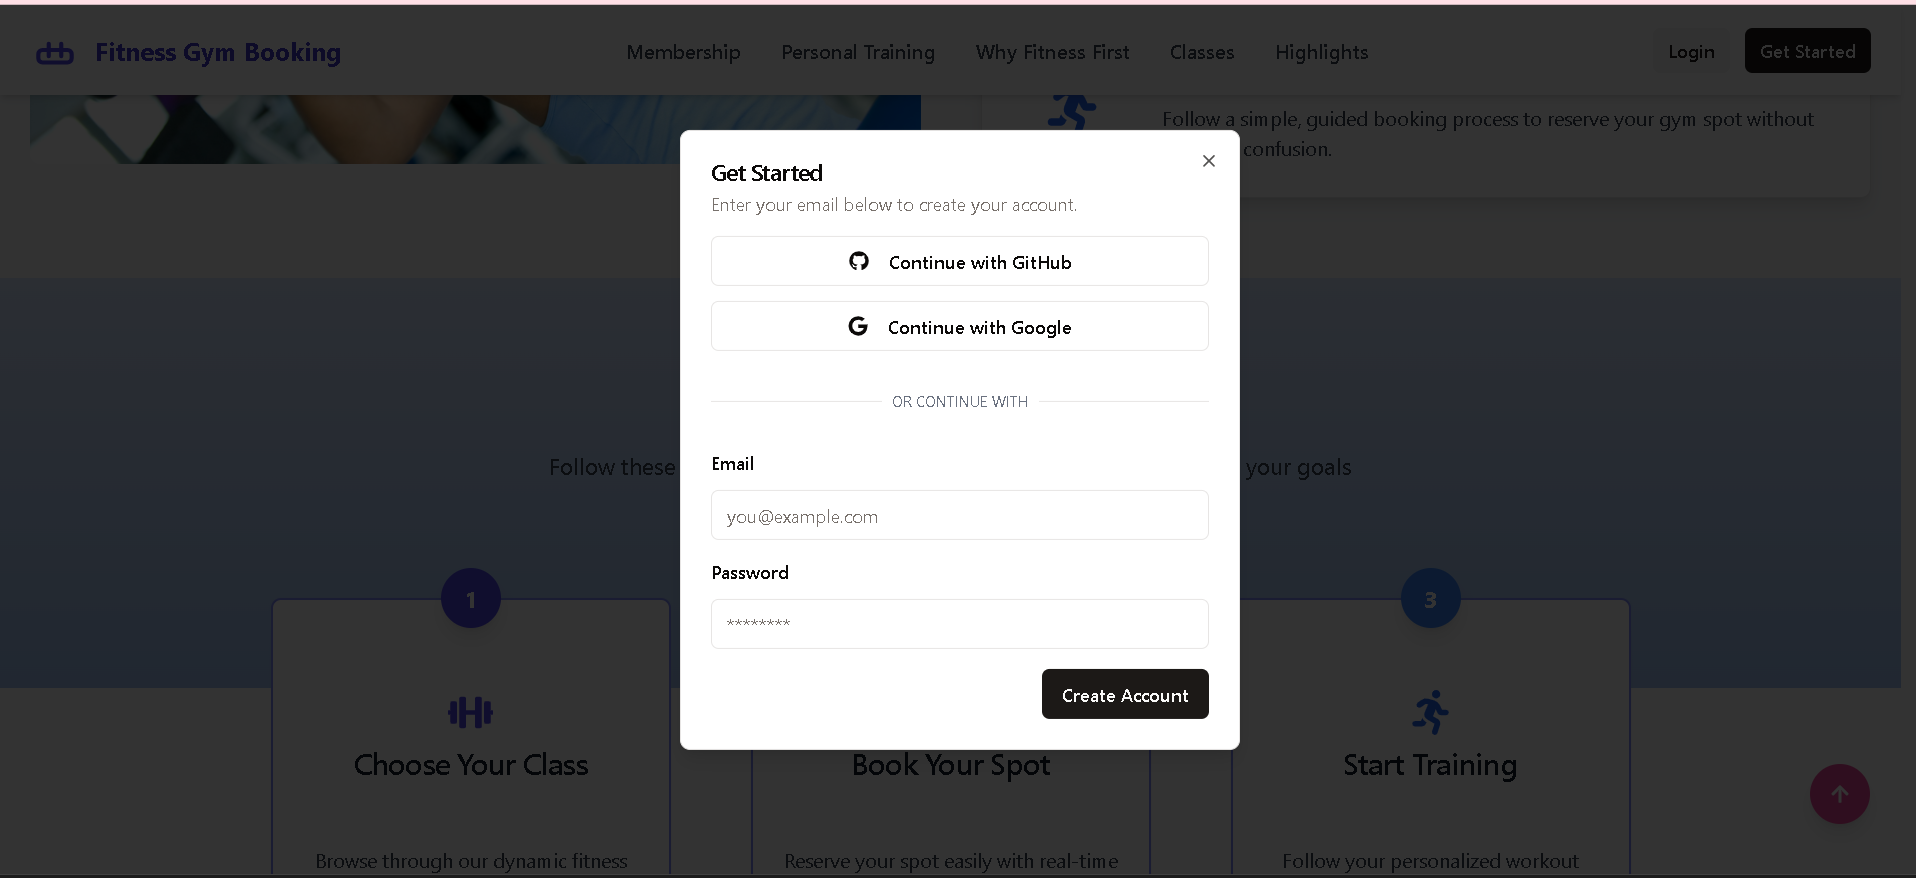 Fitness Gym Booking
Membership
Personal Training
Why Fitness First
Classes
Highlights
Login
Get Started
Follow a simple, guided booking process to reserve your gym spot without
confusion.
Get Started
Enter your email below to create your account.
Continue with GitHub
Continue with Google
OR CONTINUE WITH
Email
you@example.com
Password
********
Create Account
Follow these
your goals
1
3
Choose Your Class
Book Your Spot
Start Training
Browse through our dynamic fitness
Reserve your spot easily with real-time
Follow your personalized workout